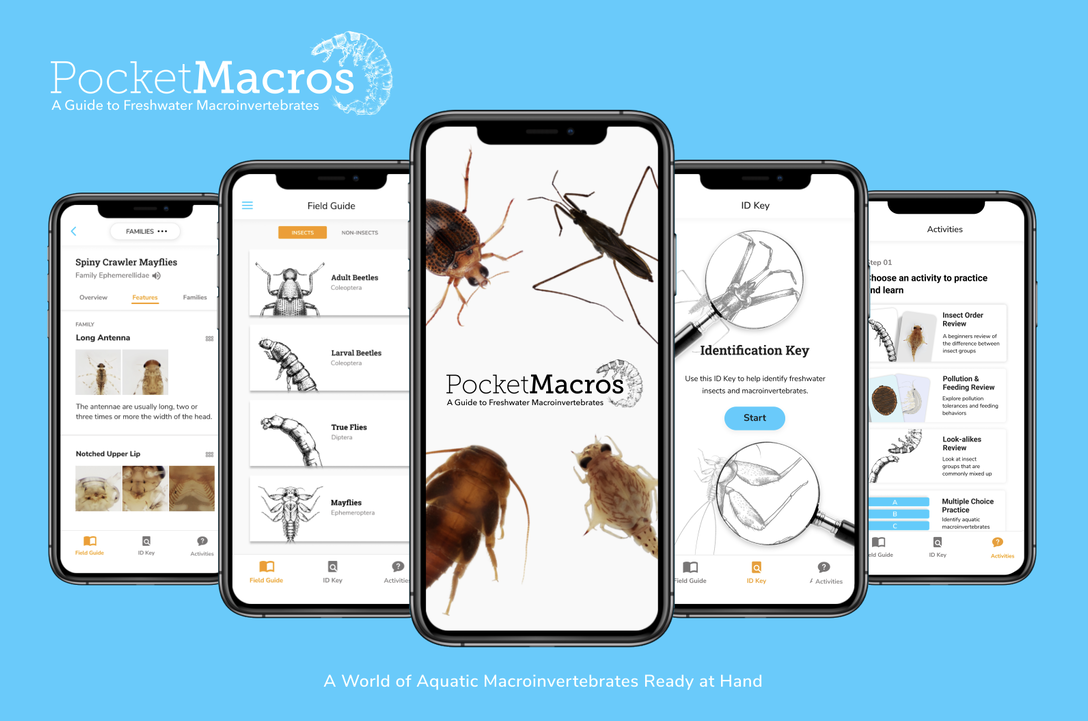 PocketMacros
A Guide to Freshwater Macroinvertebrates
FAMILIES •••
Spiny Crawler Mayflies
Family Ephemerellidae
Overview
Features
Families
FAMILY
Long Antenna
The antennae are usually long, two or
three times or more the width of the head.
Notched Upper Lip
Field Guide
ID Key
Activities
Field Guide
INSECTS
NON-INSECTS
Adult Beetles
Coleoptera
Larval Beetles
Coleoptera
True Flies
Diptera
Mayflies
Ephemeroptera
Field Guide
ID Key
Activitie
PocketMacros
A Guide to Freshwater Macroinvertebrates
ID Key
Identification Key
Use this ID Key to help identify freshwater
insects and macroinvertebrates.
Start
Field Guide
ID Key
Activities
Activities
tep 01
hoose an activity to practice
nd learn
Insect Order
Review
A beginners review of
the difference between
insect groups
Pollution &
Feeding Review
Explore pollution
tolerances and feeding
behaviors
Look-alikes
Review
Look at insect
groups that are
commonly mixed up
A
B
C
Multiple Choice
Practice
Identify aquatic
macroinvertebrates
ield Guide
ID Key
Activities
A World of Aquatic Macroinvertebrates Ready at Hand